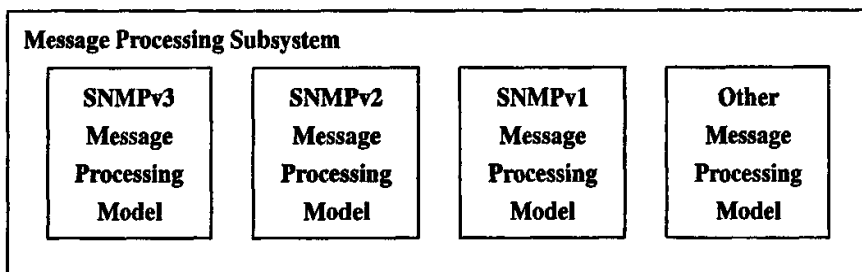 Message Processing Subsystem
SNMPv3
Message
Processing
Model
SNMPv2
Message
Processing
Model
SNMPv1
Message
Processing
Model
Other
Message
Processing
Model